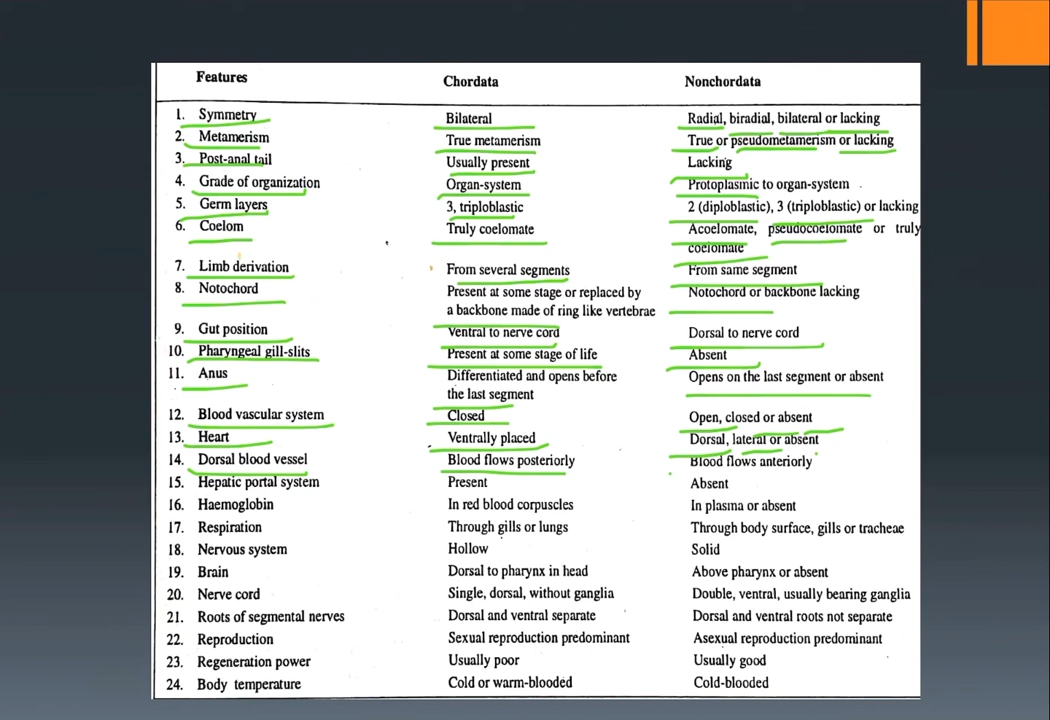 Features Chordata Nonchordata
1. Symmetry Bilateral Radial, biradial, bilateral or lacking
2. Metamerism True metamerism True or pseudometamerism or lacking
3. Post-anal tail Usually present Lacking
4. Grade of organization Organ-system Protoplasmic to organ-system
5. Germ layers 3, triploblastic 2 (diploblastic), 3 (triploblastic) or lacking
6. Coelom Truly coelomate Acoelomate, pseudocoelomate or truly
coelomate
7. Limb derivation From several segments From same segment
8. Notochord Present at some stage or replaced by Notochord or backbone lacking
a backbone made of ring like vertebrae
9. Gut position Ventral to nerve cord Dorsal to nerve cord
10. Pharyngeal gill-slits Present at some stage of life Absent
11. Anus Differentiated and opens before Opens on the last segment or absent
the last segment
12. Blood vascular system Closed Open, closed or absent
13. Heart Ventrally placed Dorsal, lateral or absent
14. Dorsal blood vessel Blood flows posteriorly Blood flows anteriorly
15. Hepatic portal system Present Absent
16. Haemoglobin In red blood corpuscles In plasma or absent
17. Respiration Through gills or lungs Through body surface, gills or tracheae
18. Nervous system Hollow Solid
19. Brain Dorsal to pharynx in head Above pharynx or absent
20. Nerve cord Single, dorsal, without ganglia Double, ventral, usually bearing ganglia
21. Roots of segmental nerves Dorsal and ventral separate Dorsal and ventral roots not separate
22. Reproduction Sexual reproduction predominant Asexual reproduction predominant
23. Regeneration power Usually poor Usually good
24. Body temperature Cold or warm-blooded Cold-blooded